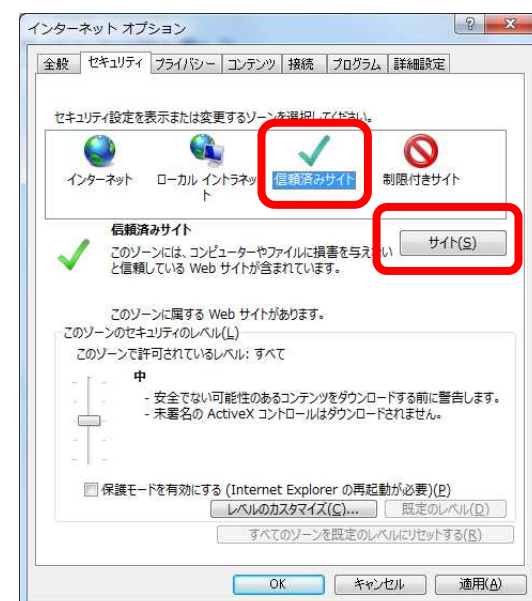 インターネット オプション
全般 セキュリティ プライバシー コンテンツ 接続 プログラム 詳細設定
セキュリティ設定を表示または変更するゾーンを選択してください。
インターネット ローカル イントラネット 信頼済みサイト 制限付きサイト
信頼済みサイト
サイト(S)
このゾーンには、コンピューターやファイルに損害を与えない
と信頼している Web サイトが含まれています。
このゾーンに属する Web サイトがあります。
このゾーンのセキュリティのレベル(L)
このゾーンで許可されているレベル: すべて
中
- 安全でない可能性のあるコンテンツをダウンロードする前に警告します。
- 未署名の ActiveX コントロールはダウンロードされません。
保護モードを有効にする (Internet Explorer の再起動が必要)(P)
レベルのカスタマイズ(C)... 既定のレベル(D)
すべてのゾーンを既定のレベルにリセットする(R)
OK キャンセル 適用(A)